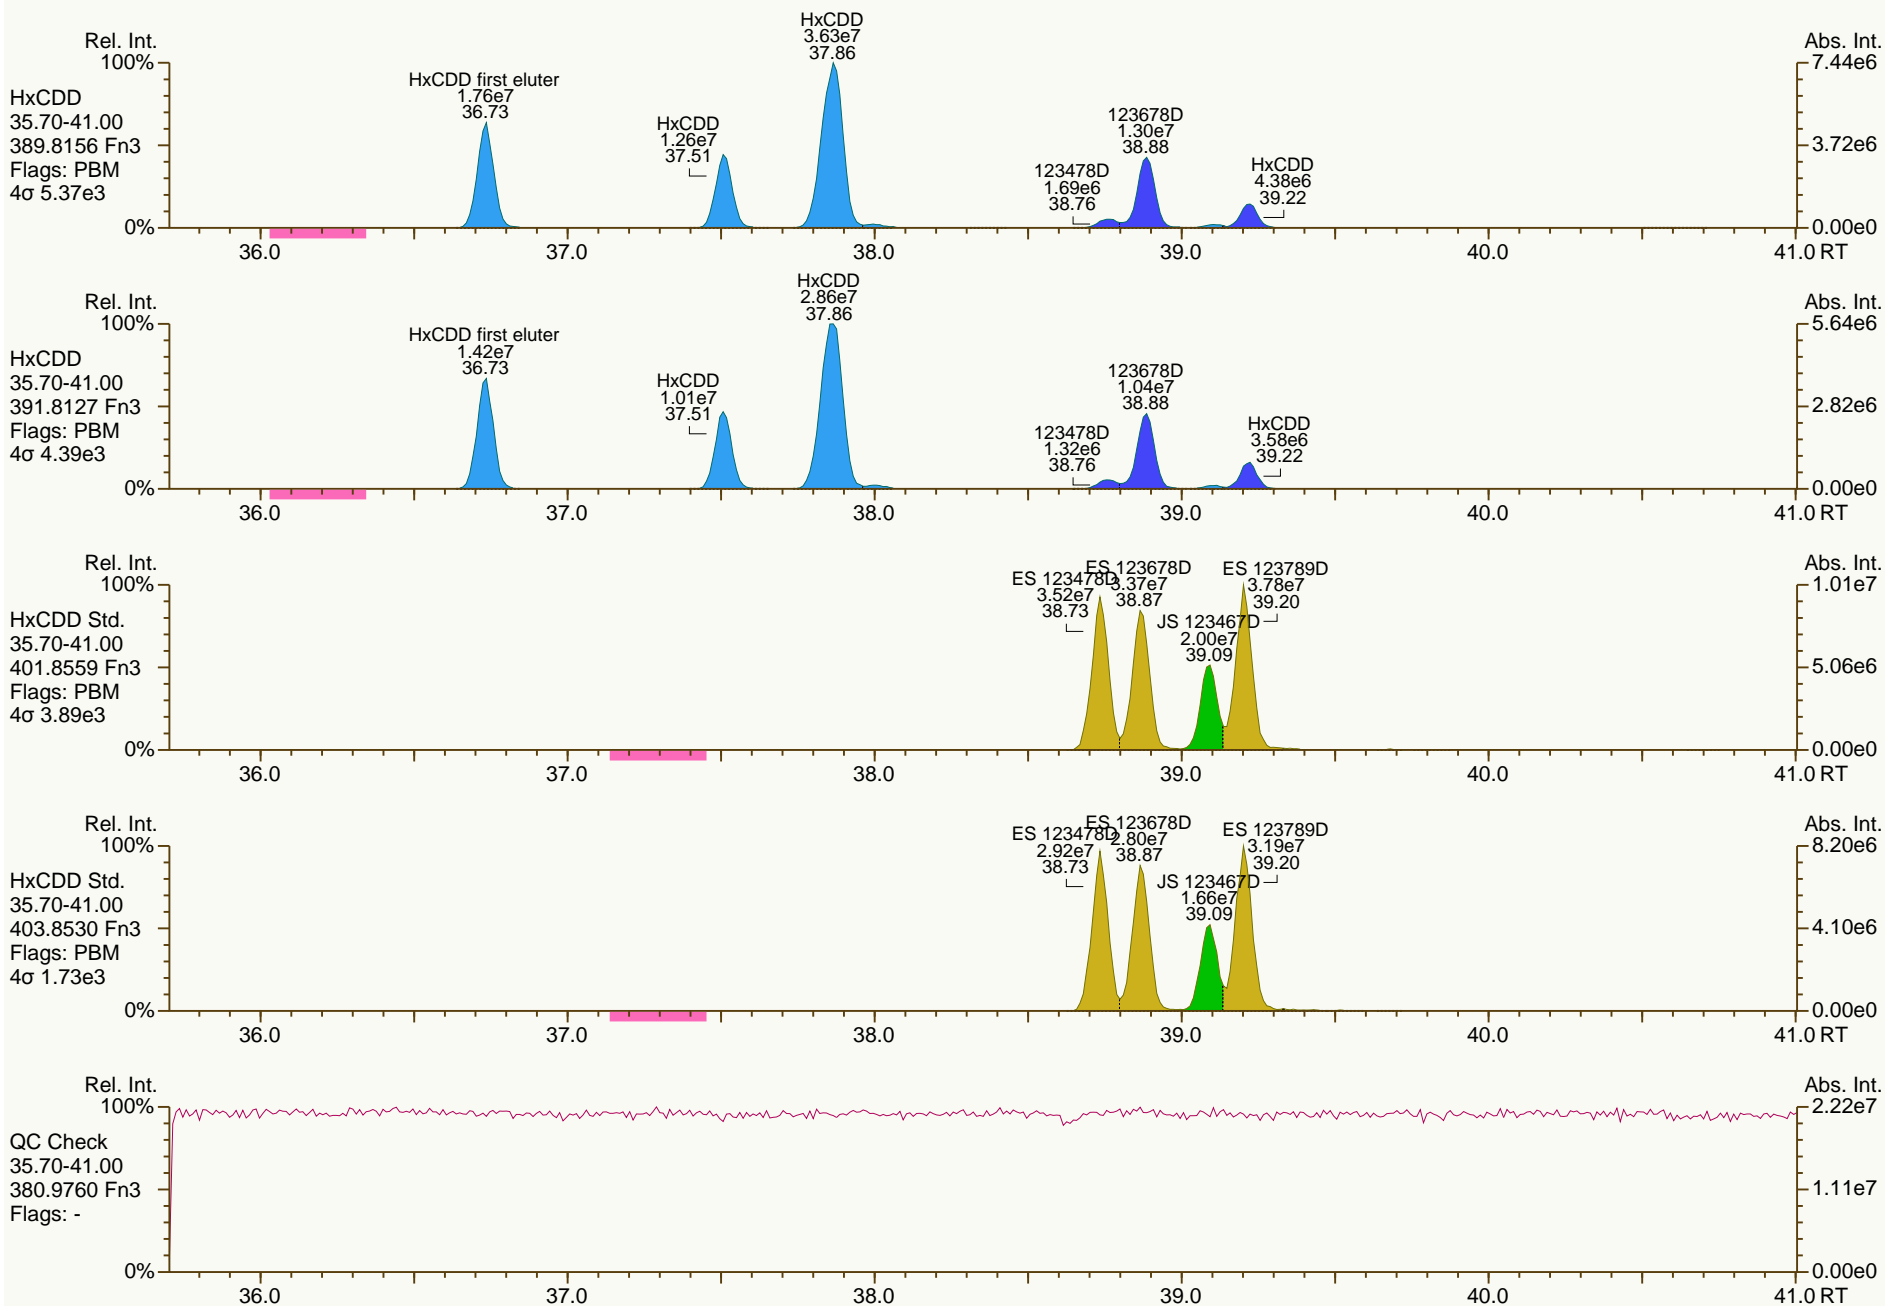 HxCDD
3.63e7
37.86
Rel. Int.
Abs. Int.
100%
7.44e6
HxCDD first eluter
1.76e7
36.73
HxCDD
35.70-41.00
389.8156 Fn3
Flags: PBM
4σ 5.37e3
HxCDD
1.26e7
37.51
123678D
1.30e7
38.88
3.72e6
123478D
1.69e6
38.76
HxCDD
4.38e6
39.22
0%
0.00e0
36.0
37.0
38.0
39.0
40.0
41.0 RT
HxCDD
2.86e7
37.86
Rel. Int.
Abs. Int.
100%
5.64e6
HxCDD first eluter
1.42e7
36.73
HxCDD
35.70-41.00
391.8127 Fn3
Flags: PBM
4σ 4.39e3
HxCDD
1.01e7
37.51
123678D
1.04e7
38.88
2.82e6
123478D
1.32e6
38.76
HxCDD
3.58e6
39.22
0%
0.00e0
36.0
37.0
38.0
39.0
40.0
41.0 RT
Rel. Int.
Abs. Int.
100%
1.01e7
HxCDD Std.
35.70-41.00
401.8559 Fn3
Flags: PBM
4σ 3.89e3
ES 123478D
3.52e7
38.73
ES 123678D
3.37e7
38.87
JS 123467D
2.00e7
39.09
ES 123789D
3.78e7
39.20
5.06e6
0%
0.00e0
36.0
37.0
38.0
39.0
40.0
41.0 RT
Rel. Int.
Abs. Int.
100%
8.20e6
HxCDD Std.
35.70-41.00
403.8530 Fn3
Flags: PBM
4σ 1.73e3
ES 123478D
2.92e7
38.73
ES 123678D
2.80e7
38.87
JS 123467D
1.66e7
39.09
ES 123789D
3.19e7
39.20
4.10e6
0%
0.00e0
36.0
37.0
38.0
39.0
40.0
41.0 RT
Rel. Int.
Abs. Int.
100%
2.22e7
QC Check
35.70-41.00
380.9760 Fn3
Flags: -
1.11e7
0%
0.00e0
36.0
37.0
38.0
39.0
40.0
41.0 RT